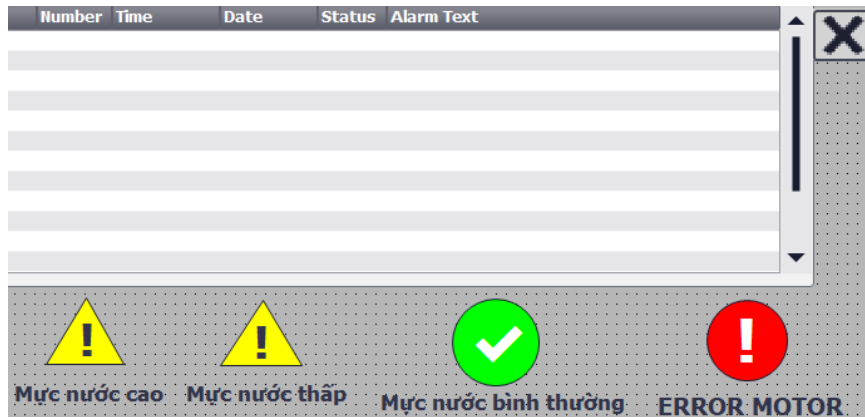 Number Time Date Status Alarm Text
Mực nước cao Mực nước thấp Mực nước bình thường ERROR MOTOR